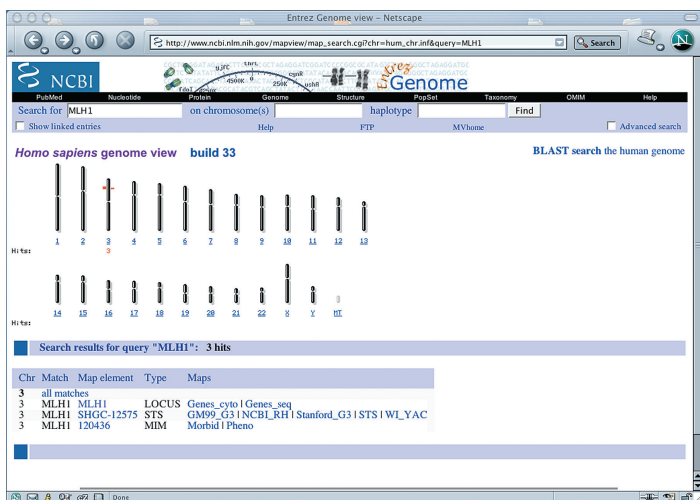 Entrez Genome view - Netscape
http://www.ncbi.nlm.nih.gov/mapview/map_search.cgi?chr=hum_chr.inf&query=MLH1
Search
N
NCBI
Entrez
Genome
PubMed Nucleotide Protein Genome Structure PopSet Taxonomy OMIM Help
Search for MLH1 on chromosome(s) haplotype Find
Show linked entries Help FTP MVhome Advanced search
Homo sapiens genome view build 33 BLAST search the human genome
1 2 3 4 5 6 7 8 9 10 11 12 13
Hits: 3
14 15 16 17 18 19 20 21 22 X Y MT
Hits:
Search results for query "MLH1": 3 hits
Chr Match Map element Type Maps
3 all matches
3 MLH1 MLH1 LOCUS Genes_cyto | Genes_seq
3 MLH1 SHGC-12575 STS GM99_G3 | NCBI_RH | Stanford_G3 | STS | WI_YAC
3 MLH1 120436 MIM Morbid | Pheno
Done